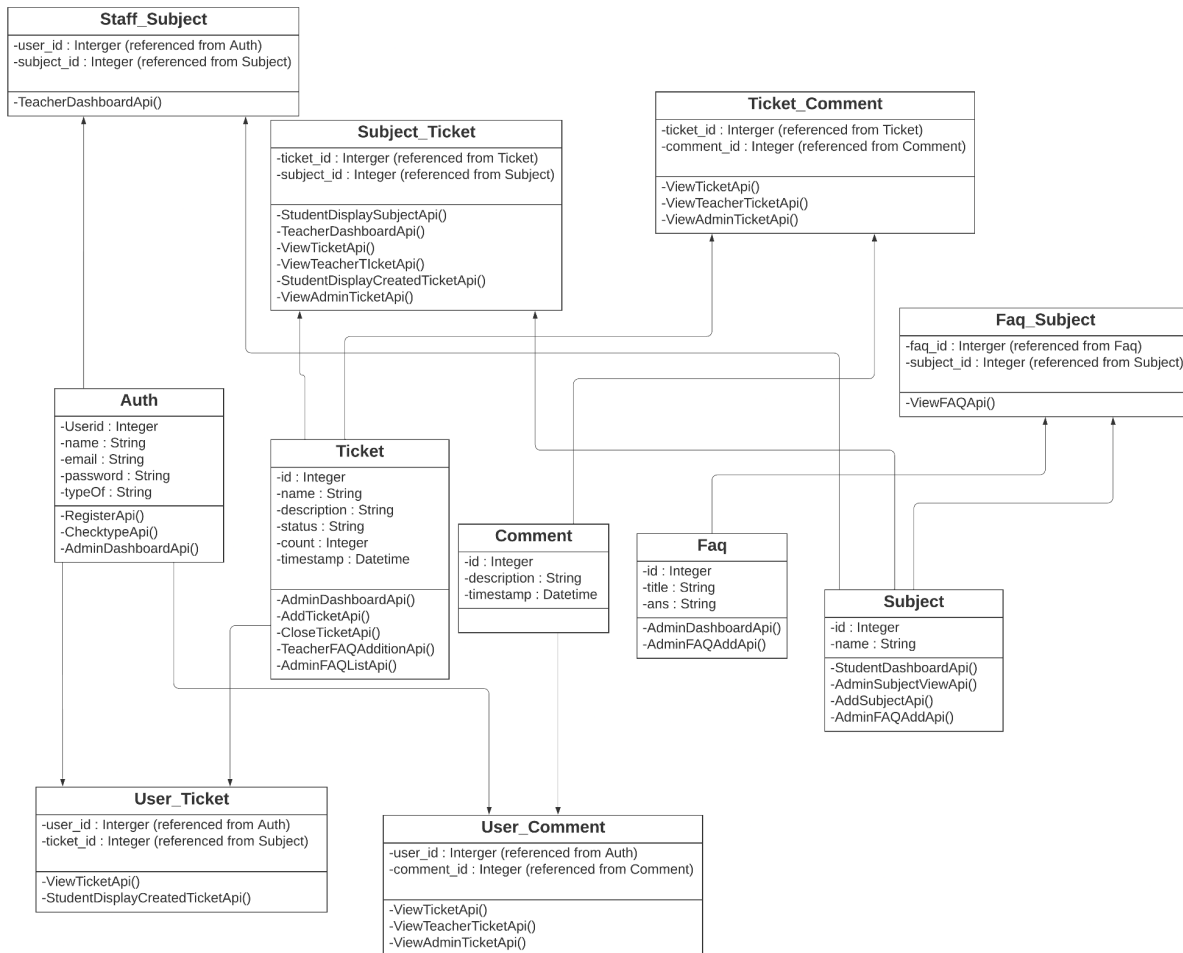 Staff_Subject
-user_id : Interger (referenced from Auth)
-subject_id : Integer (referenced from Subject)
-TeacherDashboardApi()
Subject_Ticket
-ticket_id : Interger (referenced from Ticket)
-subject_id : Integer (referenced from Subject)
-StudentDisplaySubjectApi()
-TeacherDashboardApi()
-ViewTicketApi()
-ViewTeacherTIcketApi()
-StudentDisplayCreatedTicketApi()
-ViewAdminTicketApi()
Ticket_Comment
-ticket_id : Interger (referenced from Ticket)
-comment_id : Integer (referenced from Comment)
-ViewTicketApi()
-ViewTeacherTicketApi()
-ViewAdminTicketApi()
Faq_Subject
-faq_id : Interger (referenced from Faq)
-subject_id : Integer (referenced from Subject)
-ViewFAQApi()
Auth
-Userid : Integer
-name : String
-email : String
-password : String
-typeOf : String
-RegisterApi()
-ChecktypeApi()
-AdminDashboardApi()
Ticket
-id : Integer
-name : String
-description : String
-status : String
-count : Integer
-timestamp : Datetime
-AdminDashboardApi()
-AddTicketApi()
-CloseTicketApi()
-TeacherFAQAdditionApi()
-AdminFAQListApi()
Comment
-id : Integer
-description : String
-timestamp : Datetime
Faq
-id : Integer
-title : String
-ans : String
-AdminDashboardApi()
-AdminFAQAddApi()
Subject
-id : Integer
-name : String
-StudentDashboardApi()
-AdminSubjectViewApi()
-AddSubjectApi()
-AdminFAQAddApi()
User_Ticket
-user_id : Interger (referenced from Auth)
-ticket_id : Integer (referenced from Subject)
-ViewTicketApi()
-StudentDisplayCreatedTicketApi()
User_Comment
-user_id : Interger (referenced from Auth)
-comment_id : Integer (referenced from Comment)
-ViewTicketApi()
-ViewTeacherTicketApi()
-ViewAdminTicketApi()